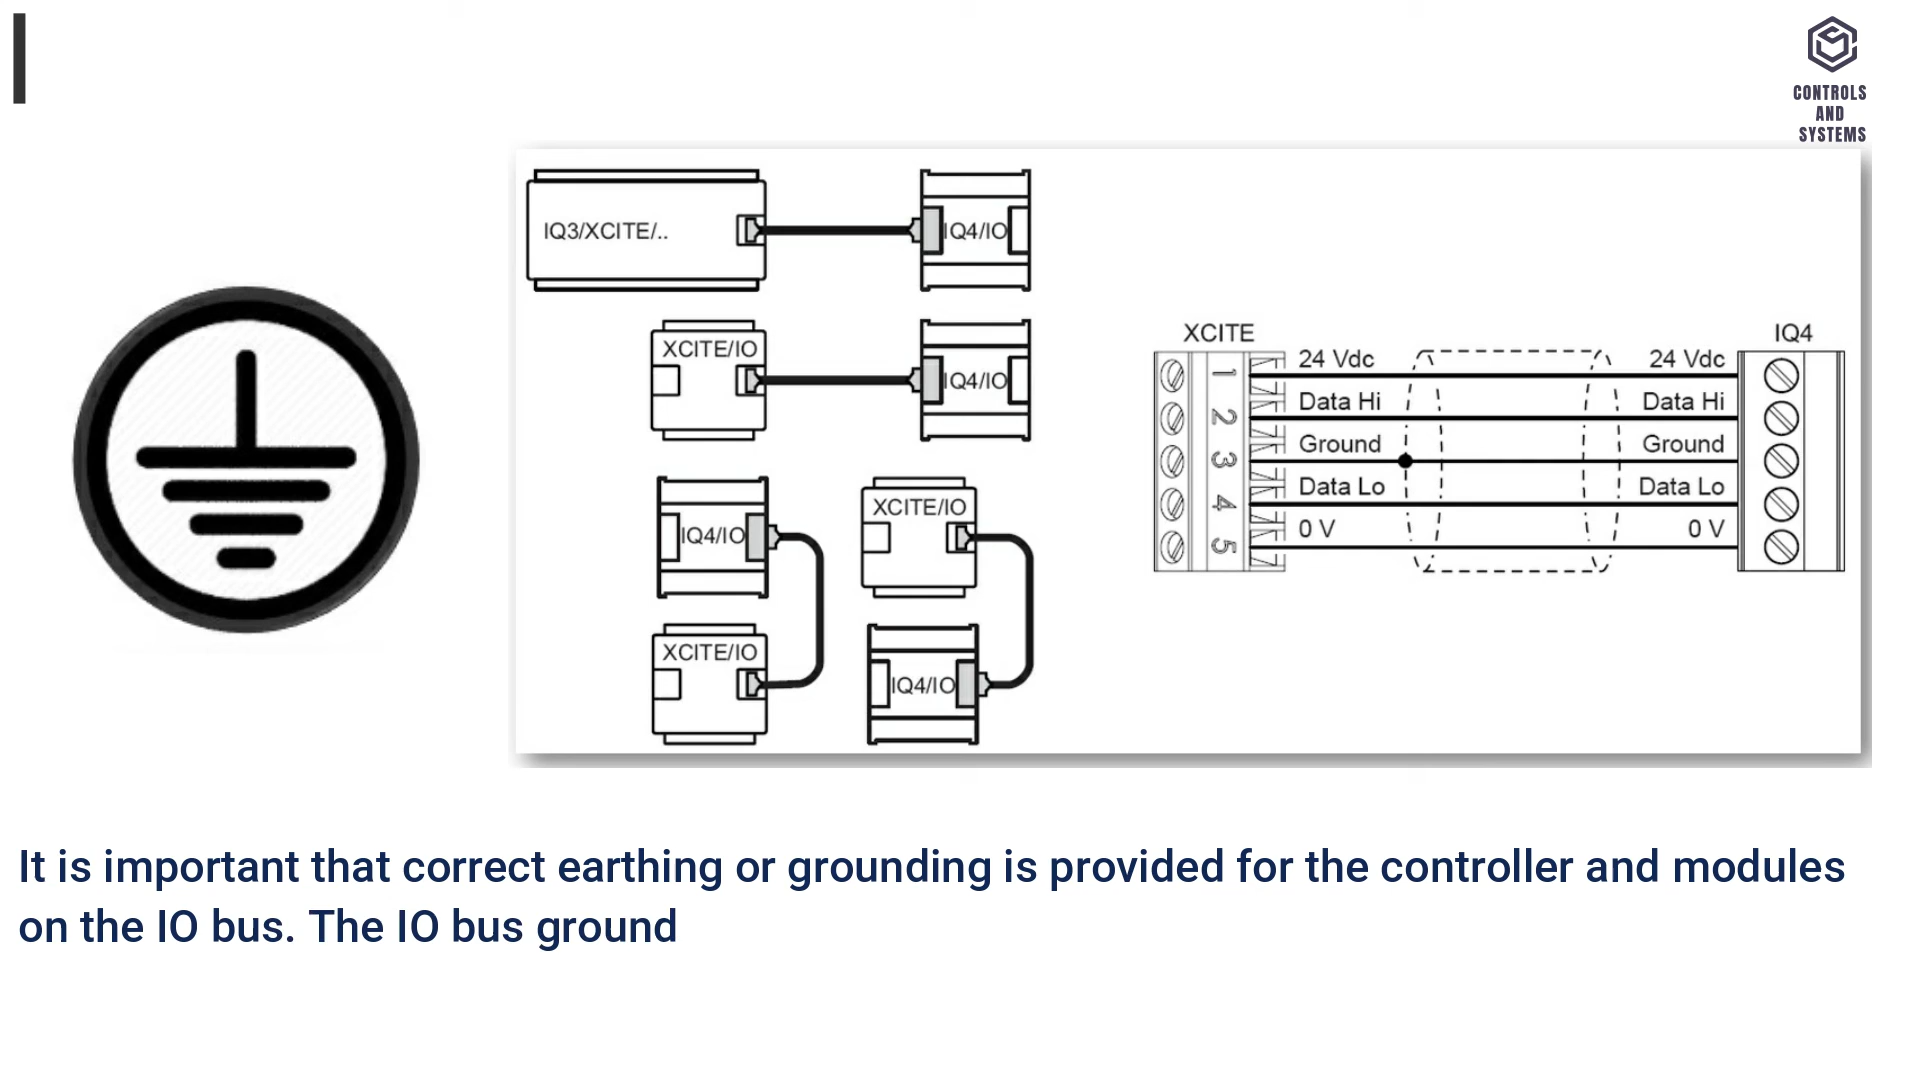 CONTROLS
AND
SYSTEMS
IQ3/XCITE/..
IQ4/IO
XCITE/IO
IQ4/IO
IQ4/IO
XCITE/IO
XCITE/IO
IQ4/IO
XCITE
IQ4
1
24 Vdc
24 Vdc
2
Data Hi
Data Hi
3
Ground
Ground
4
Data Lo
Data Lo
5
0 V
0 V
It is important that correct earthing or grounding is provided for the controller and modules
on the IO bus. The IO bus ground